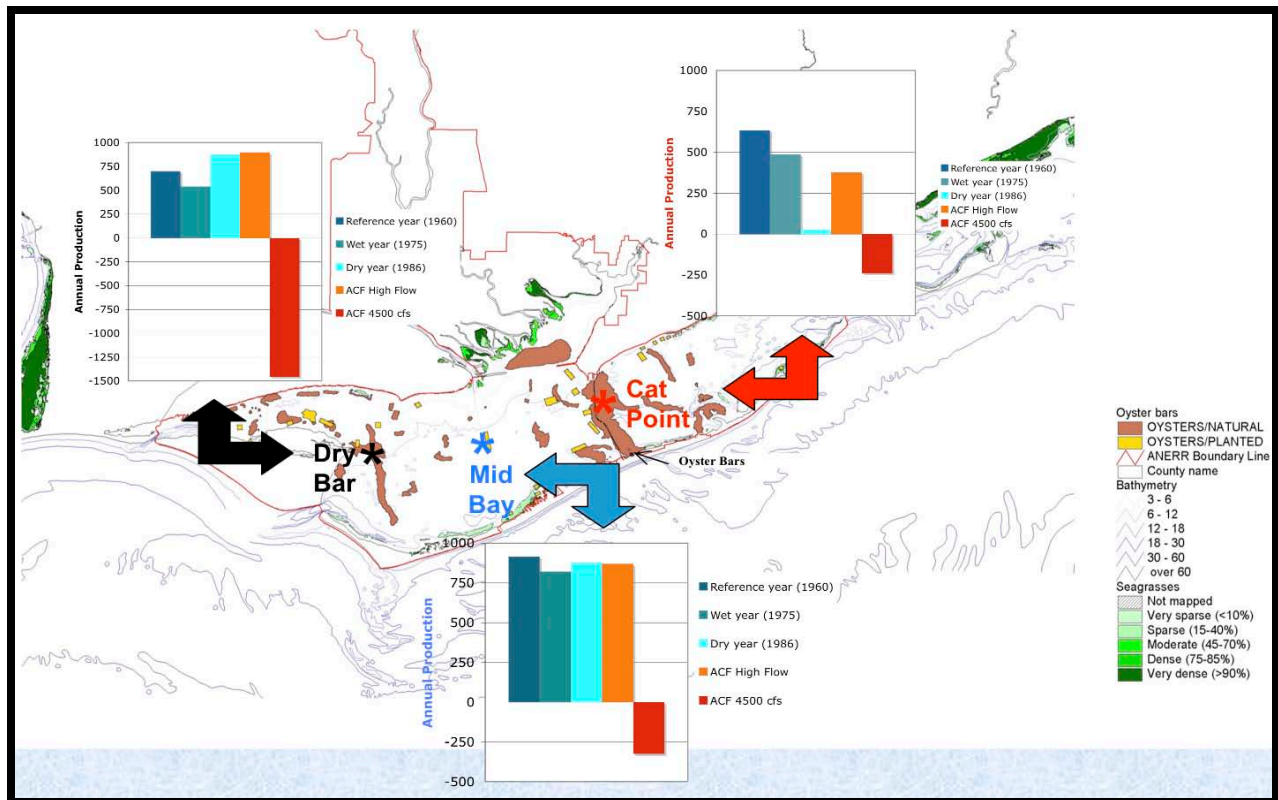 1000
750
500
250
0
-250
-500
-750
-1000
-1250
-1500
Annual Production
Reference year (1960)
Wet year (1975)
Dry year (1986)
ACF High Flow
ACF 4500 cfs
1000
750
500
250
0
-250
-500
Annual Production
Reference year (1960)
Wet year (1975)
Dry year (1986)
ACF High Flow
ACF 4500 cfs
Cat
Point
Dry
Bar
Mid
Bay
Oyster Bars
1000
750
500
250
0
-250
-500
Annual Production
Reference year (1960)
Wet year (1975)
Dry year (1986)
ACF High Flow
ACF 4500 cfs
Oyster bars
OYSTERS/NATURAL
OYSTERS/PLANTED
ANERR Boundary Line
County name
Bathymetry
3 - 6
6 - 12
12 - 18
18 - 30
30 - 60
over 60
Seagrasses
Not mapped
Very sparse (<10%)
Sparse (15-40%)
Moderate (45-70%)
Dense (75-85%)
Very dense (>90%)